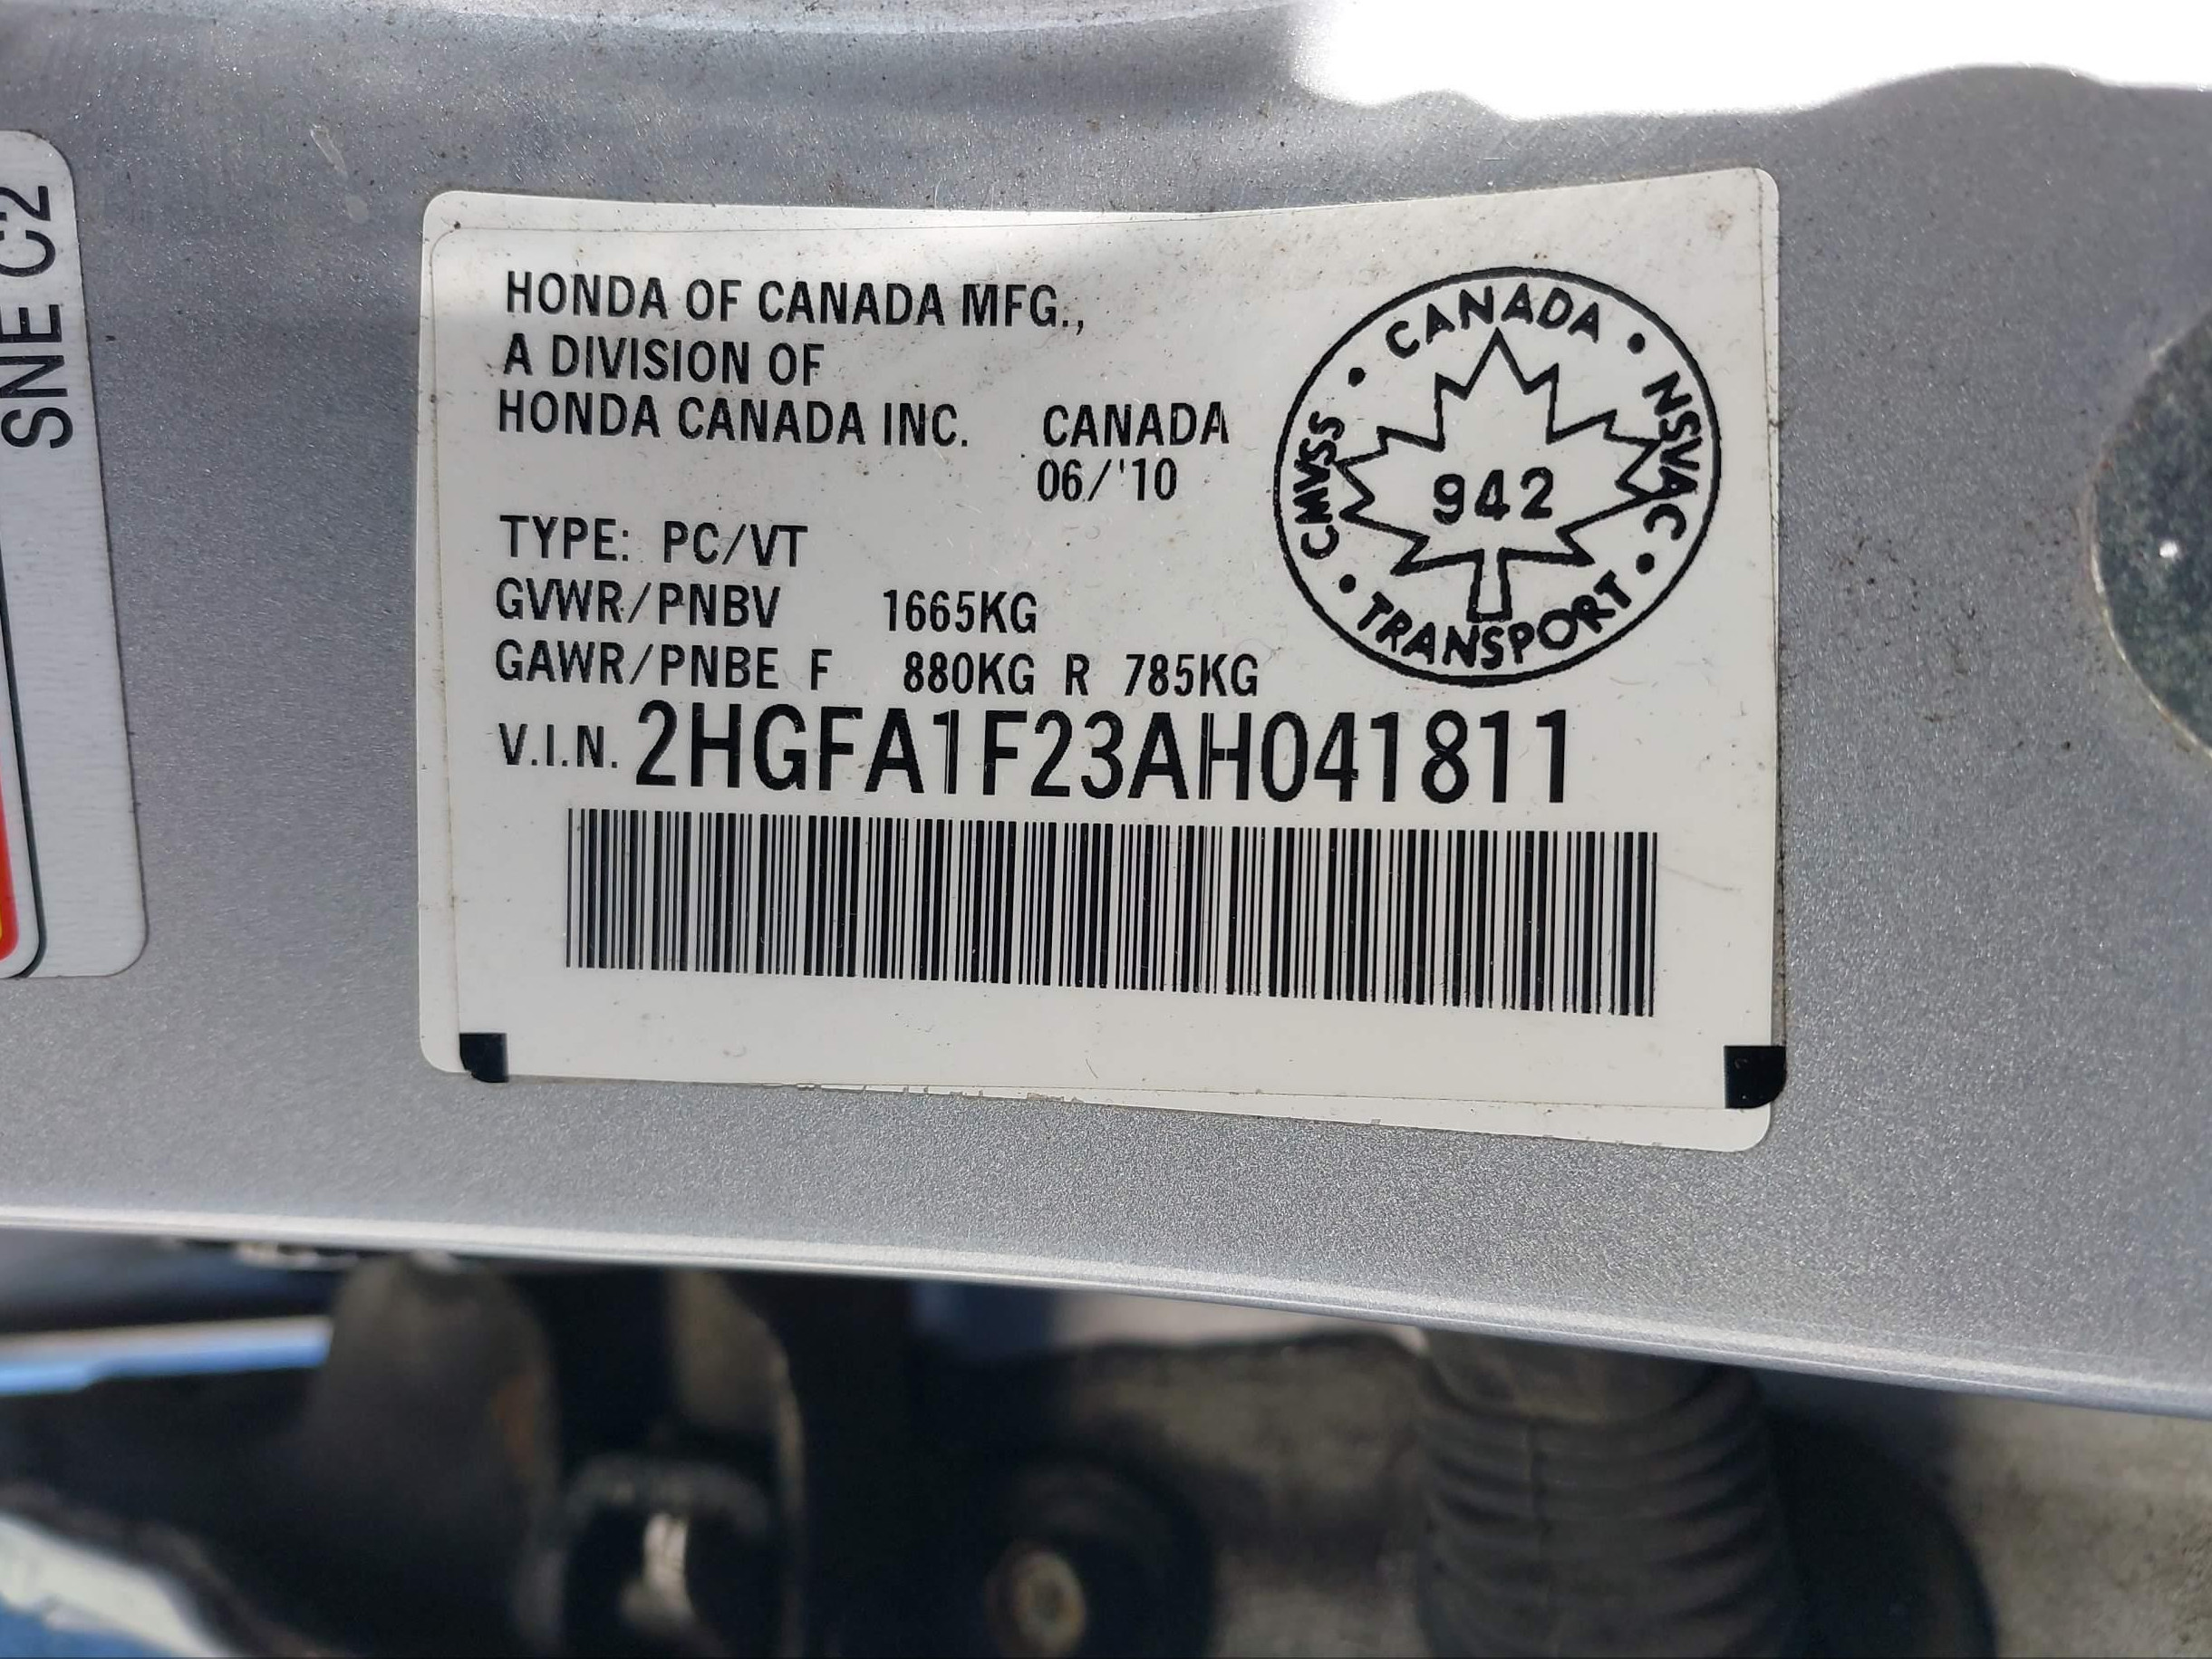 SNE C2
HONDA OF CANADA MFG.,
A DIVISION OF
HONDA CANADA INC. CANADA
06/'10
TYPE: PC/VT
GVWR/PNBV 1665KG
GAWR/PNBE F 880KG R 785KG
V.I.N. 2HGFA1F23AH041811
• CANADA • NSVAC • TRANSPORT • CMVSS
942